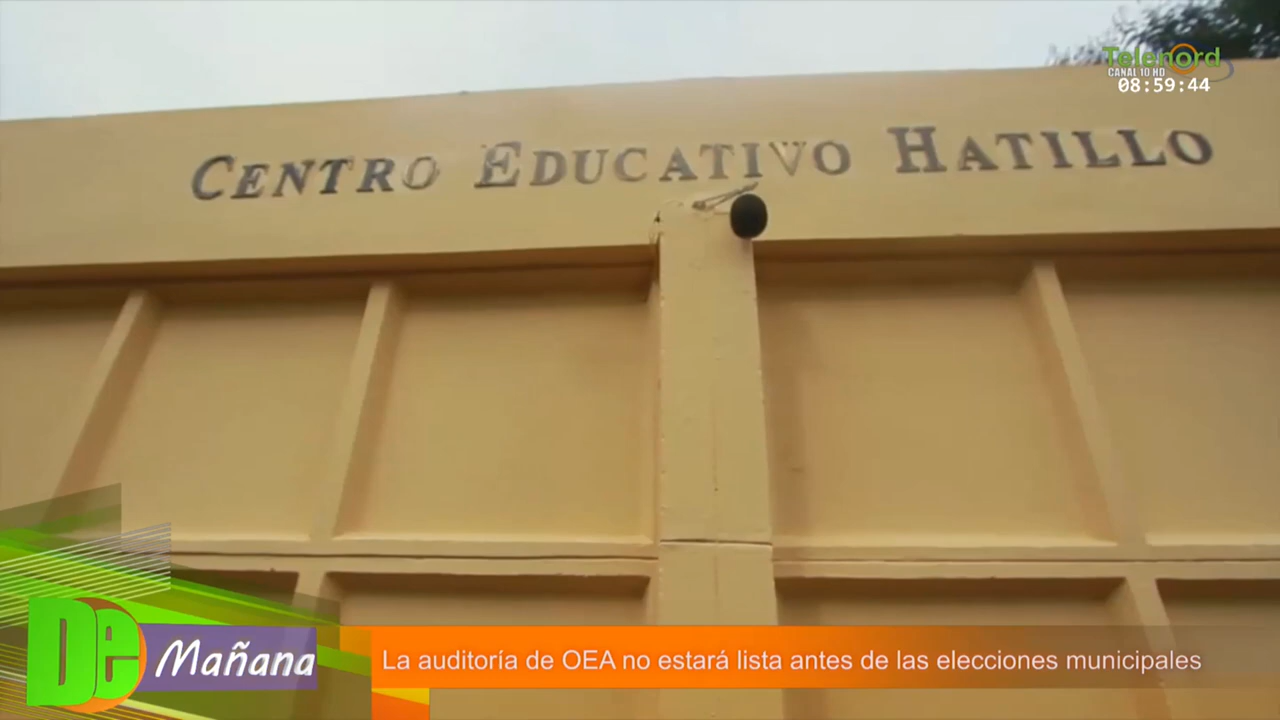 Telenord
CANAL 10 HD
08:59:44
CENTRO EDUCATIVO HATILLO
De Mañana
La auditoría de OEA no estará lista antes de las elecciones municipales